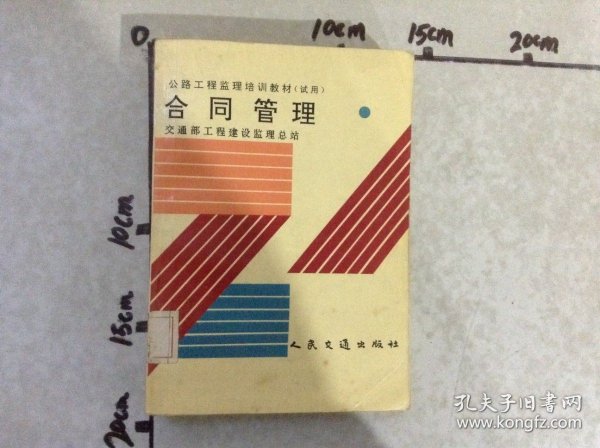 0
10cm
15cm
20cm
公路工程监理培训教材(试用)
合同管理
交通部工程建设监理总站
10cm
15cm
20cm
人民交通出版社
孔夫子旧书网
www.kongfz.com